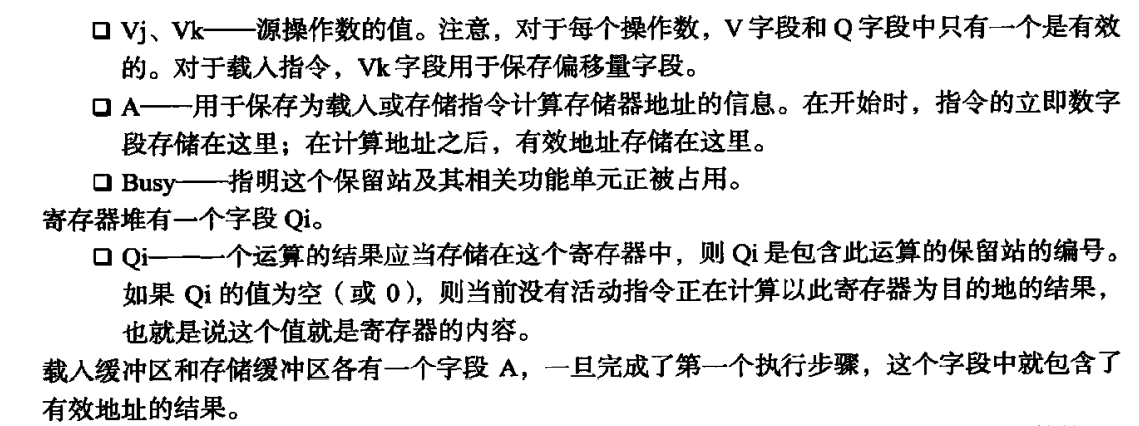 ❑ Vj、Vk——源操作数的值。注意，对于每个操作数，V 字段和 Q 字段中只有一个是有效
的。对于载入指令，Vk 字段用于保存偏移量字段。
❑ A——用于保存为载入或存储指令计算存储器地址的信息。在开始时，指令的立即数字
段存储在这里；在计算地址之后，有效地址存储在这里。
❑ Busy——指明这个保留站及其相关功能单元正被占用。
寄存器堆有一个字段 Qi。
❑ Qi——一个运算的结果应当存储在这个寄存器中，则 Qi 是包含此运算的保留站的编号。
如果 Qi 的值为空（或 0），则当前没有活动指令正在计算以此寄存器为目的地的结果，
也就是说这个值就是寄存器的内容。
载入缓冲区和存储缓冲区各有一个字段 A，一旦完成了第一个执行步骤，这个字段中就包含了
有效地址的结果。